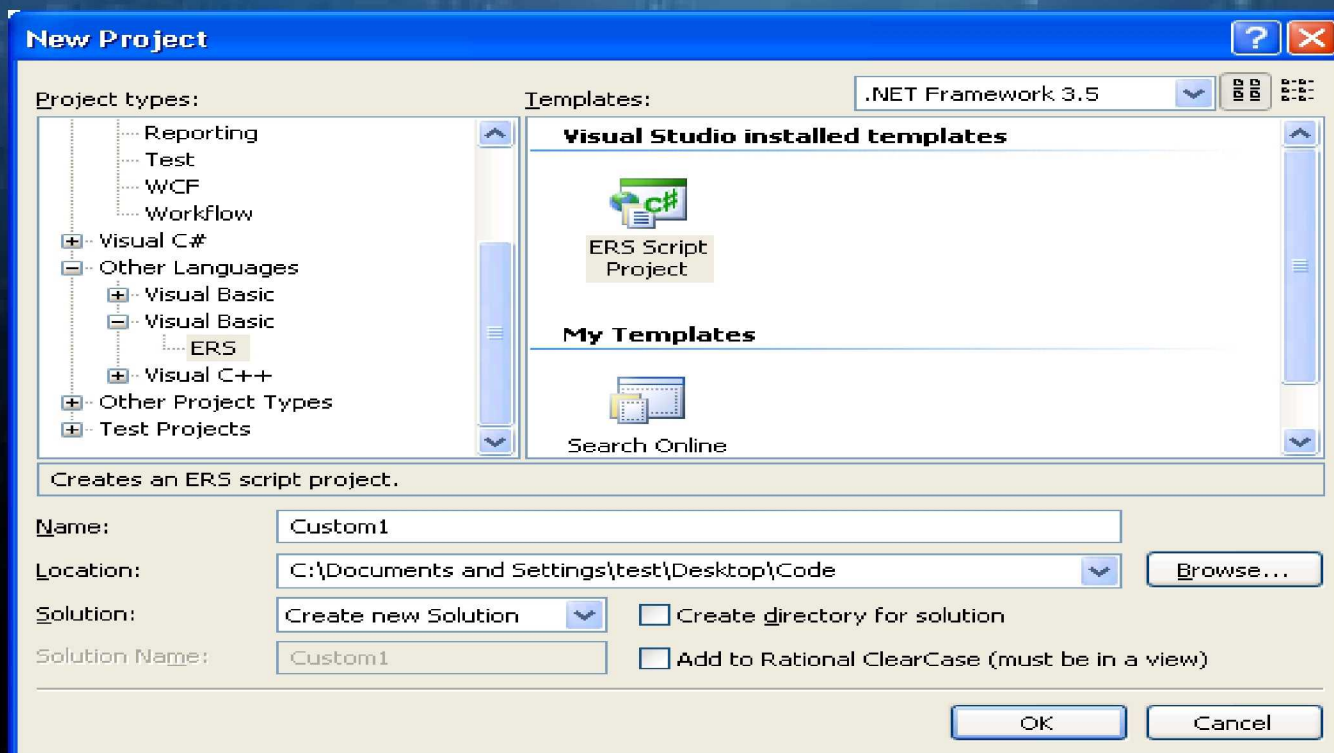 New Project
Project types:
Templates:
.NET Framework 3.5
Reporting
Test
WCF
Workflow
Visual C#
Other Languages
Visual Basic
Visual Basic
ERS
Visual C++
Other Project Types
Test Projects
Visual Studio installed templates
C#
ERS Script
Project
My Templates
Search Online
Creates an ERS script project.
Name:
Custom1
Location:
C:\Documents and Settings\test\Desktop\Code
Browse...
Solution:
Create new Solution
Create directory for solution
Solution Name:
Custom1
Add to Rational ClearCase (must be in a view)
OK
Cancel